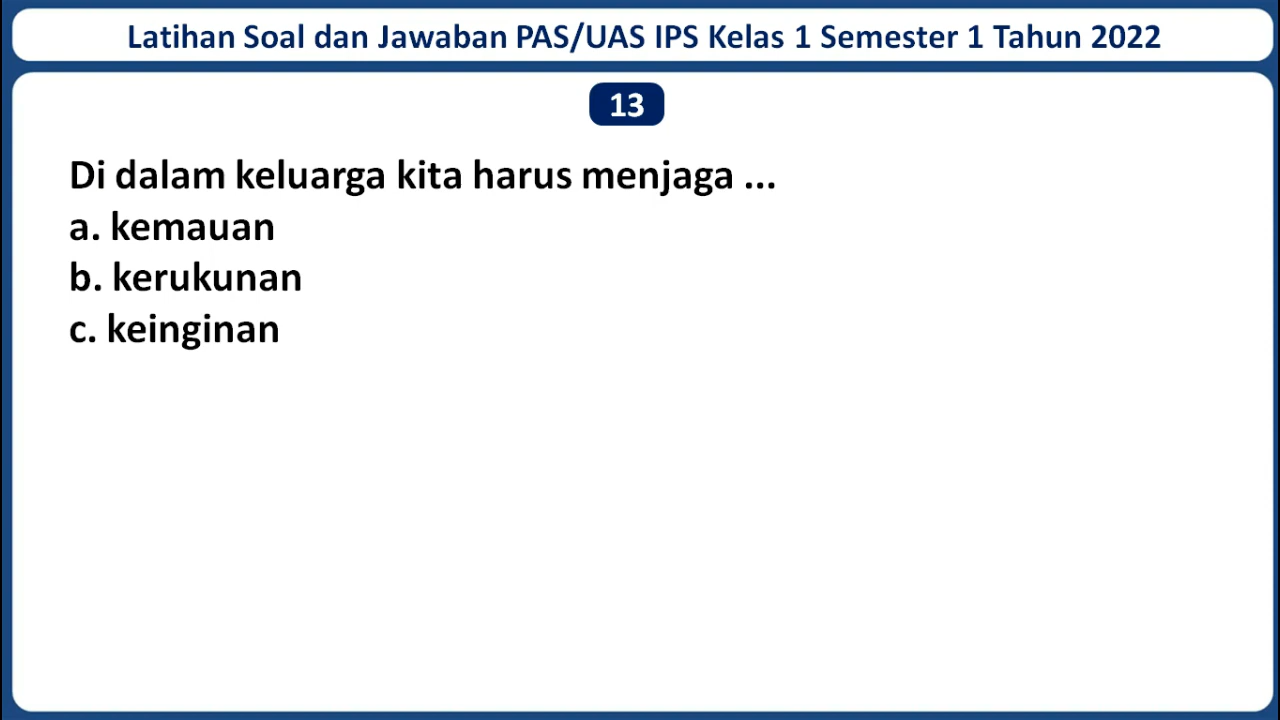 Latihan Soal dan Jawaban PAS/UAS IPS Kelas 1 Semester 1 Tahun 2022
13
Di dalam keluarga kita harus menjaga ...
a. kemauan
b. kerukunan
c. keinginan